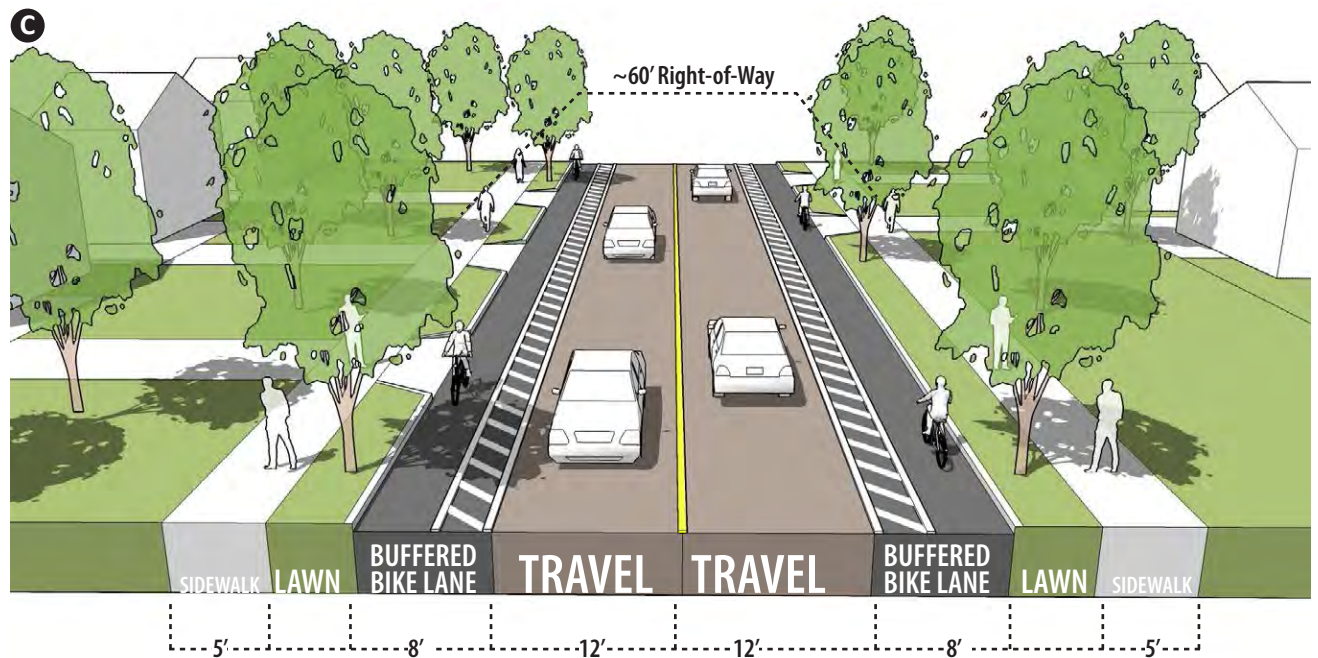 C
~60' Right-of-Way
SIDEWALK
LAWN
BUFFERED
BIKE LANE
TRAVEL
TRAVEL
BUFFERED
BIKE LANE
LAWN
SIDEWALK
5' 8' 12' 12' 8' 5'